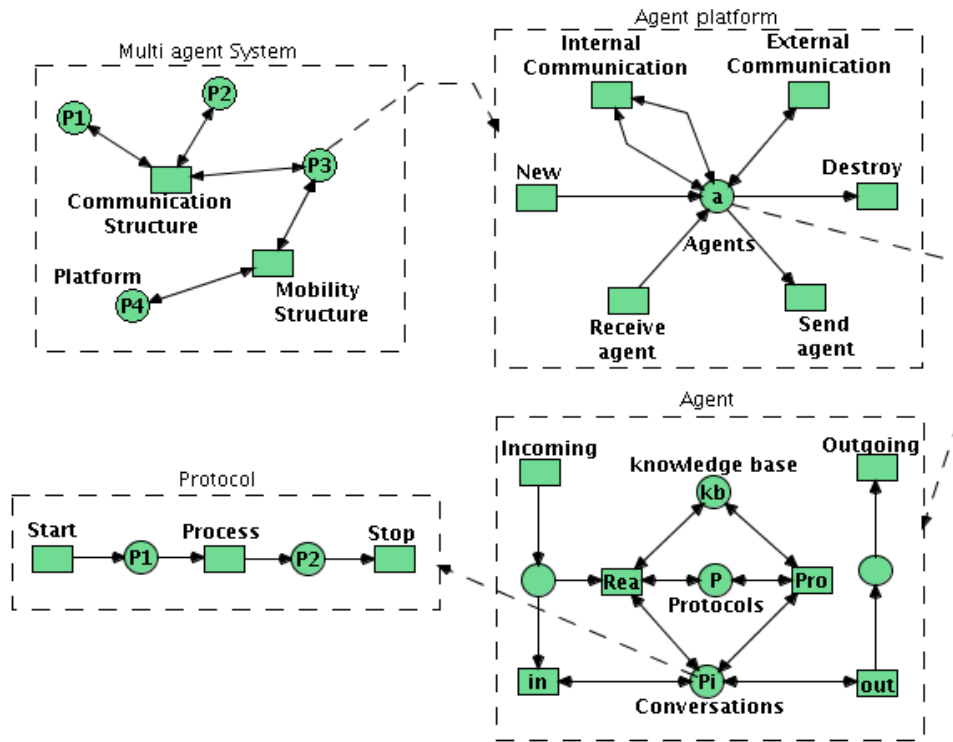 Multi agent System
P1
P2
P3
Communication
Structure
Platform
P4
Mobility
Structure
Agent platform
Internal
Communication
External
Communication
New
Destroy
a
Agents
Receive
agent
Send
agent
Protocol
Start
Process
Stop
P1
P2
Agent
Incoming
Outgoing
knowledge base
kb
Rea
P
Pro
Protocols
in
Pi
out
Conversations